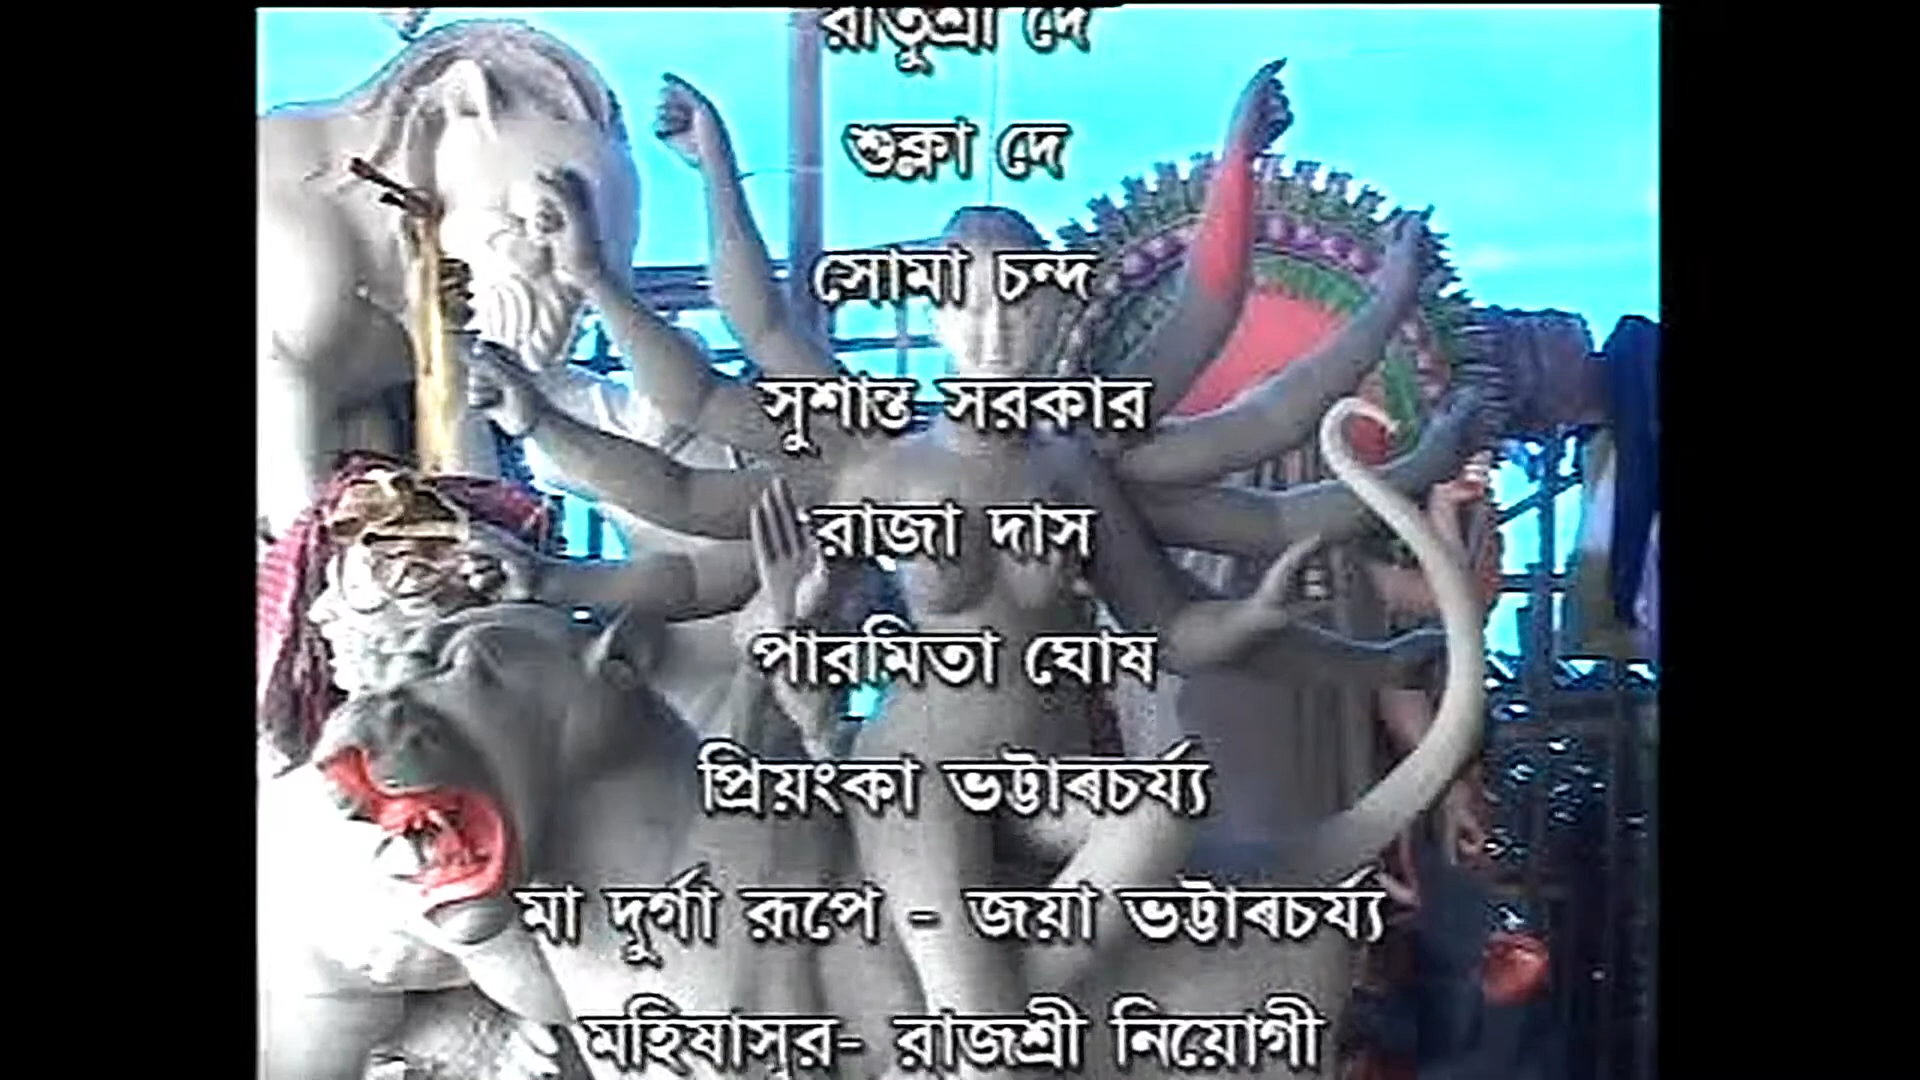 রাতুশ্রী দে
শুক্লা দে
সোমা চন্দ
সুশান্ত সরকার
রাজা দাস
পারমিতা ঘোষ
প্রিয়ংকা ভট্টাৰচর্য্য
মা দুর্গা রূপে - জয়া ভট্টাৰচর্য্য
মহিষাসুর- রাজশ্রী নিয়োগী